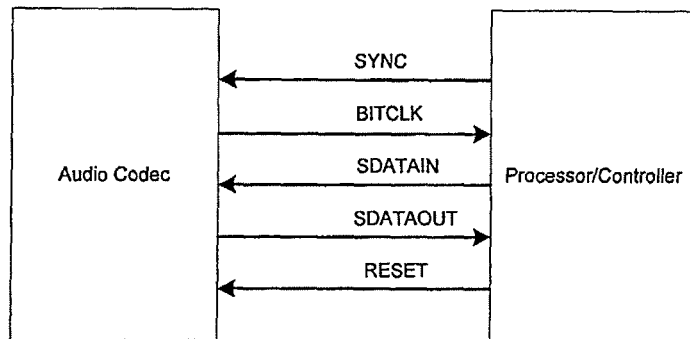 SYNC
BITCLK
Audio Codec
SDATAIN
Processor/Controller
SDATAOUT
RESET